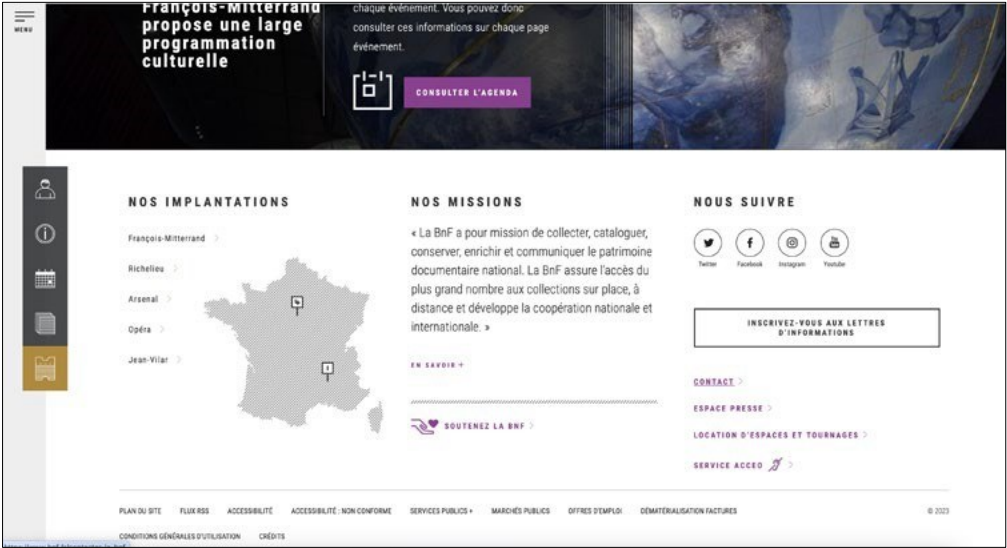 MENU
François-Mitterrand
propose une large
programmation
culturelle
chaque événement. Vous pouvez donc
consulter ces informations sur chaque page
événement.
CONSULTER L'AGENDA
NOS IMPLANTATIONS
François-Mitterrand
Richelieu
Arsenal
Opéra
Jean-Vilar
NOS MISSIONS
« La BnF a pour mission de collecter, cataloguer,
conserver, enrichir et communiquer le patrimoine
documentaire national. La BnF assure l'accès du
plus grand nombre aux collections sur place, à
distance et développe la coopération nationale et
internationale. »
EN SAVOIR +
SOUTENEZ LA BNF
NOUS SUIVRE
Twitter Facebook Instagram Youtube
INSCRIVEZ-VOUS AUX LETTRES
D'INFORMATIONS
CONTACT
ESPACE PRESSE
LOCATION D'ESPACES ET TOURNAGES
SERVICE ACCEO
PLAN DU SITE FLUX RSS ACCESSIBILITÉ ACCESSIBILITÉ : NON CONFORME SERVICES PUBLICS + MARCHÉS PUBLICS OFFRES D'EMPLOI DÉMATÉRIALISATION FACTURES © 2023
CONDITIONS GÉNÉRALES D'UTILISATION CRÉDITS